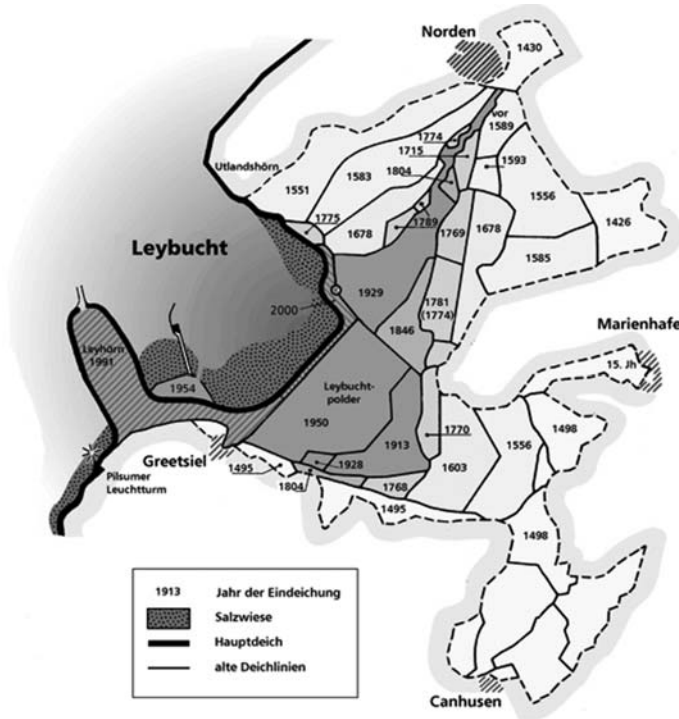 Norden
1430
vor
1589
1774
1715
1804
1593
Utlandshörn
1551
1583
1556
1426
1775
1678
1789
1769
1678
1585
Leybucht
2000
1929
1781
(1774)
1846
Marienhafe
15. Jh
Leyhörn
1991
1954
Leybucht-
polder
1950
1913
1770
1603
1556
1498
Greetsiel
Pilsumer
Leuchtturm
1495
1804
1928
1768
1495
1498
Canhusen
1913 Jahr der Eindeichung
Salzwiese
Hauptdeich
alte Deichlinien